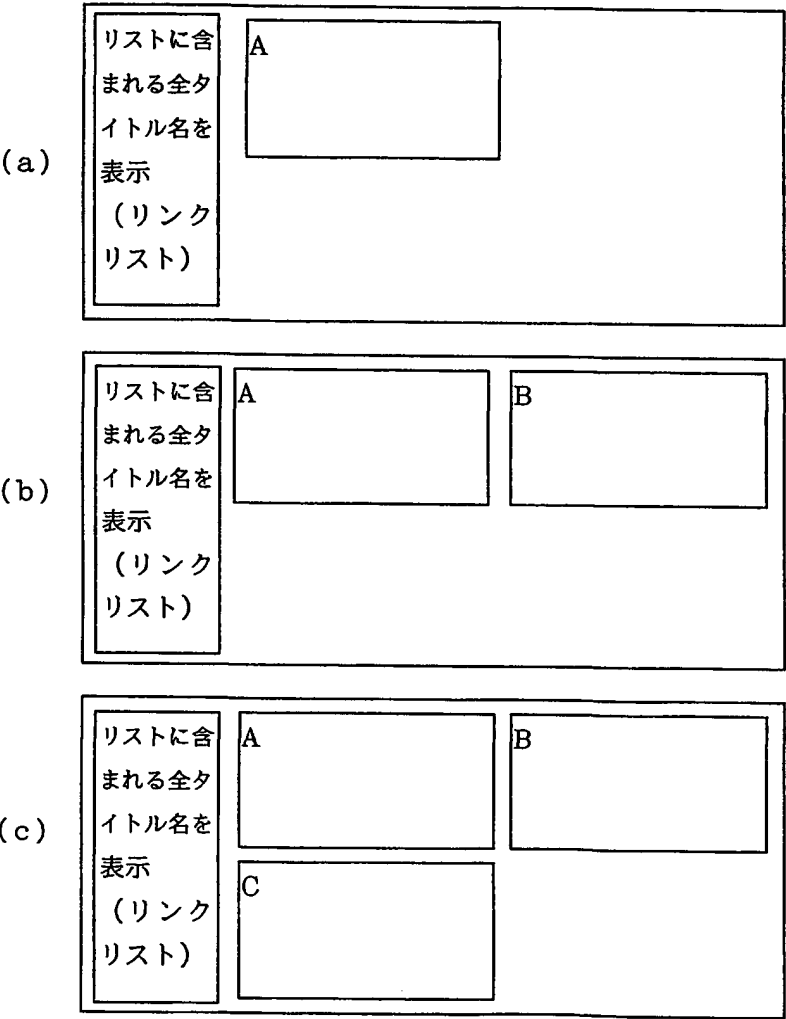 (a)
リストに含
まれる全タ
イトル名を
表示
(リンク
リスト)
A
(b)
リストに含
まれる全タ
イトル名を
表示
(リンク
リスト)
A
B
(c)
リストに含
まれる全タ
イトル名を
表示
(リンク
リスト)
A
B
C